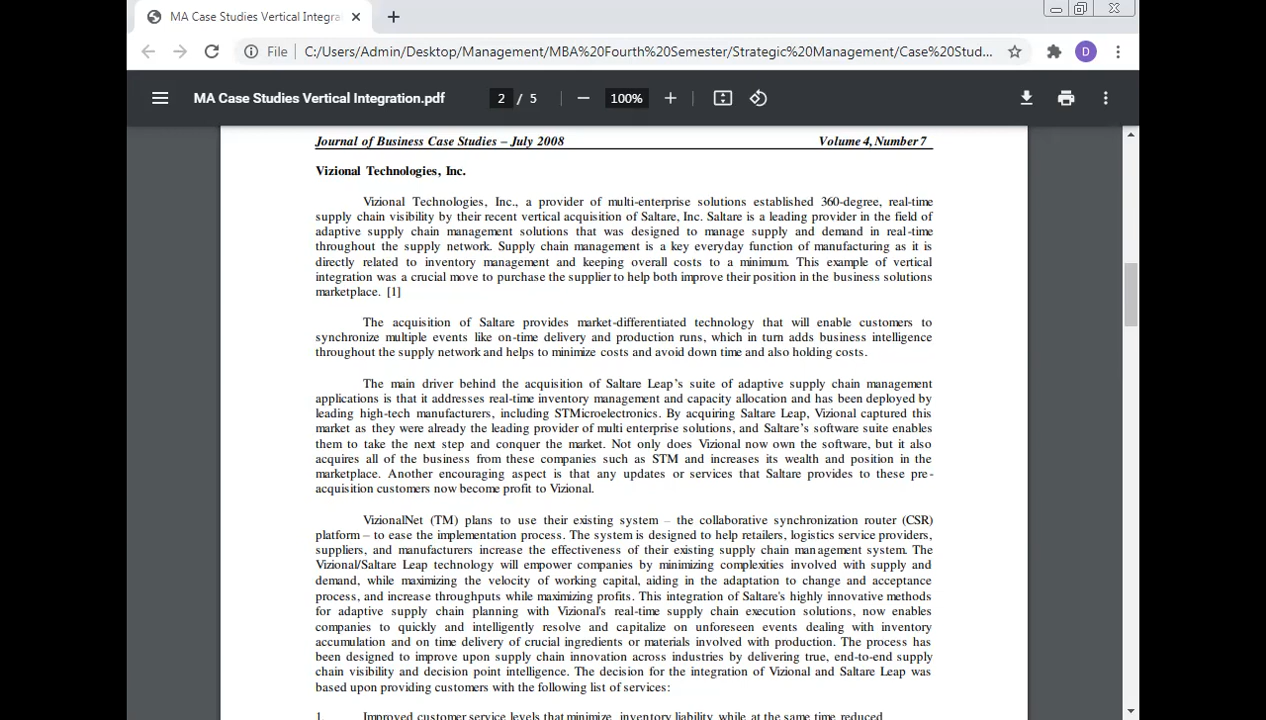 MA Case Studies Vertical Integra
File C:/Users/Admin/Desktop/Management/MBA%20Fourth%20Semester/Strategic%20Management/Case%20Stud... D
MA Case Studies Vertical Integration.pdf 2 / 5 100%
Journal of Business Case Studies – July 2008 Volume 4, Number 7
Vizional Technologies, Inc.
Vizional Technologies, Inc., a provider of multi-enterprise solutions established 360-degree, real-time
supply chain visibility by their recent vertical acquisition of Saltare, Inc. Saltare is a leading provider in the field of
adaptive supply chain management solutions that was designed to manage supply and demand in real-time
throughout the supply network. Supply chain management is a key everyday function of manufacturing as it is
directly related to inventory management and keeping overall costs to a minimum. This example of vertical
integration was a crucial move to purchase the supplier to help both improve their position in the business solutions
marketplace. [1]
The acquisition of Saltare provides market-differentiated technology that will enable customers to
synchronize multiple events like on-time delivery and production runs, which in turn adds business intelligence
throughout the supply network and helps to minimize costs and avoid down time and also holding costs.
The main driver behind the acquisition of Saltare Leap's suite of adaptive supply chain management
applications is that it addresses real-time inventory management and capacity allocation and has been deployed by
leading high-tech manufacturers, including STMicroelectronics. By acquiring Saltare Leap, Vizional captured this
market as they were already the leading provider of multi enterprise solutions, and Saltare's software suite enables
them to take the next step and conquer the market. Not only does Vizional now own the software, but it also
acquires all of the business from these companies such as STM and increases its wealth and position in the
marketplace. Another encouraging aspect is that any updates or services that Saltare provides to these pre-
acquisition customers now become profit to Vizional.
VizionalNet (TM) plans to use their existing system – the collaborative synchronization router (CSR)
platform – to ease the implementation process. The system is designed to help retailers, logistics service providers,
suppliers, and manufacturers increase the effectiveness of their existing supply chain management system. The
Vizional/Saltare Leap technology will empower companies by minimizing complexities involved with supply and
demand, while maximizing the velocity of working capital, aiding in the adaptation to change and acceptance
process, and increase throughputs while maximizing profits. This integration of Saltare's highly innovative methods
for adaptive supply chain planning with Vizional's real-time supply chain execution solutions, now enables
companies to quickly and intelligently resolve and capitalize on unforeseen events dealing with inventory
accumulation and on time delivery of crucial ingredients or materials involved with production. The process has
been designed to improve upon supply chain innovation across industries by delivering true, end-to-end supply
chain visibility and decision point intelligence. The decision for the integration of Vizional and Saltare Leap was
based upon providing customers with the following list of services:
1. Improved customer service levels that minimize inventory liability while at the same time reduced